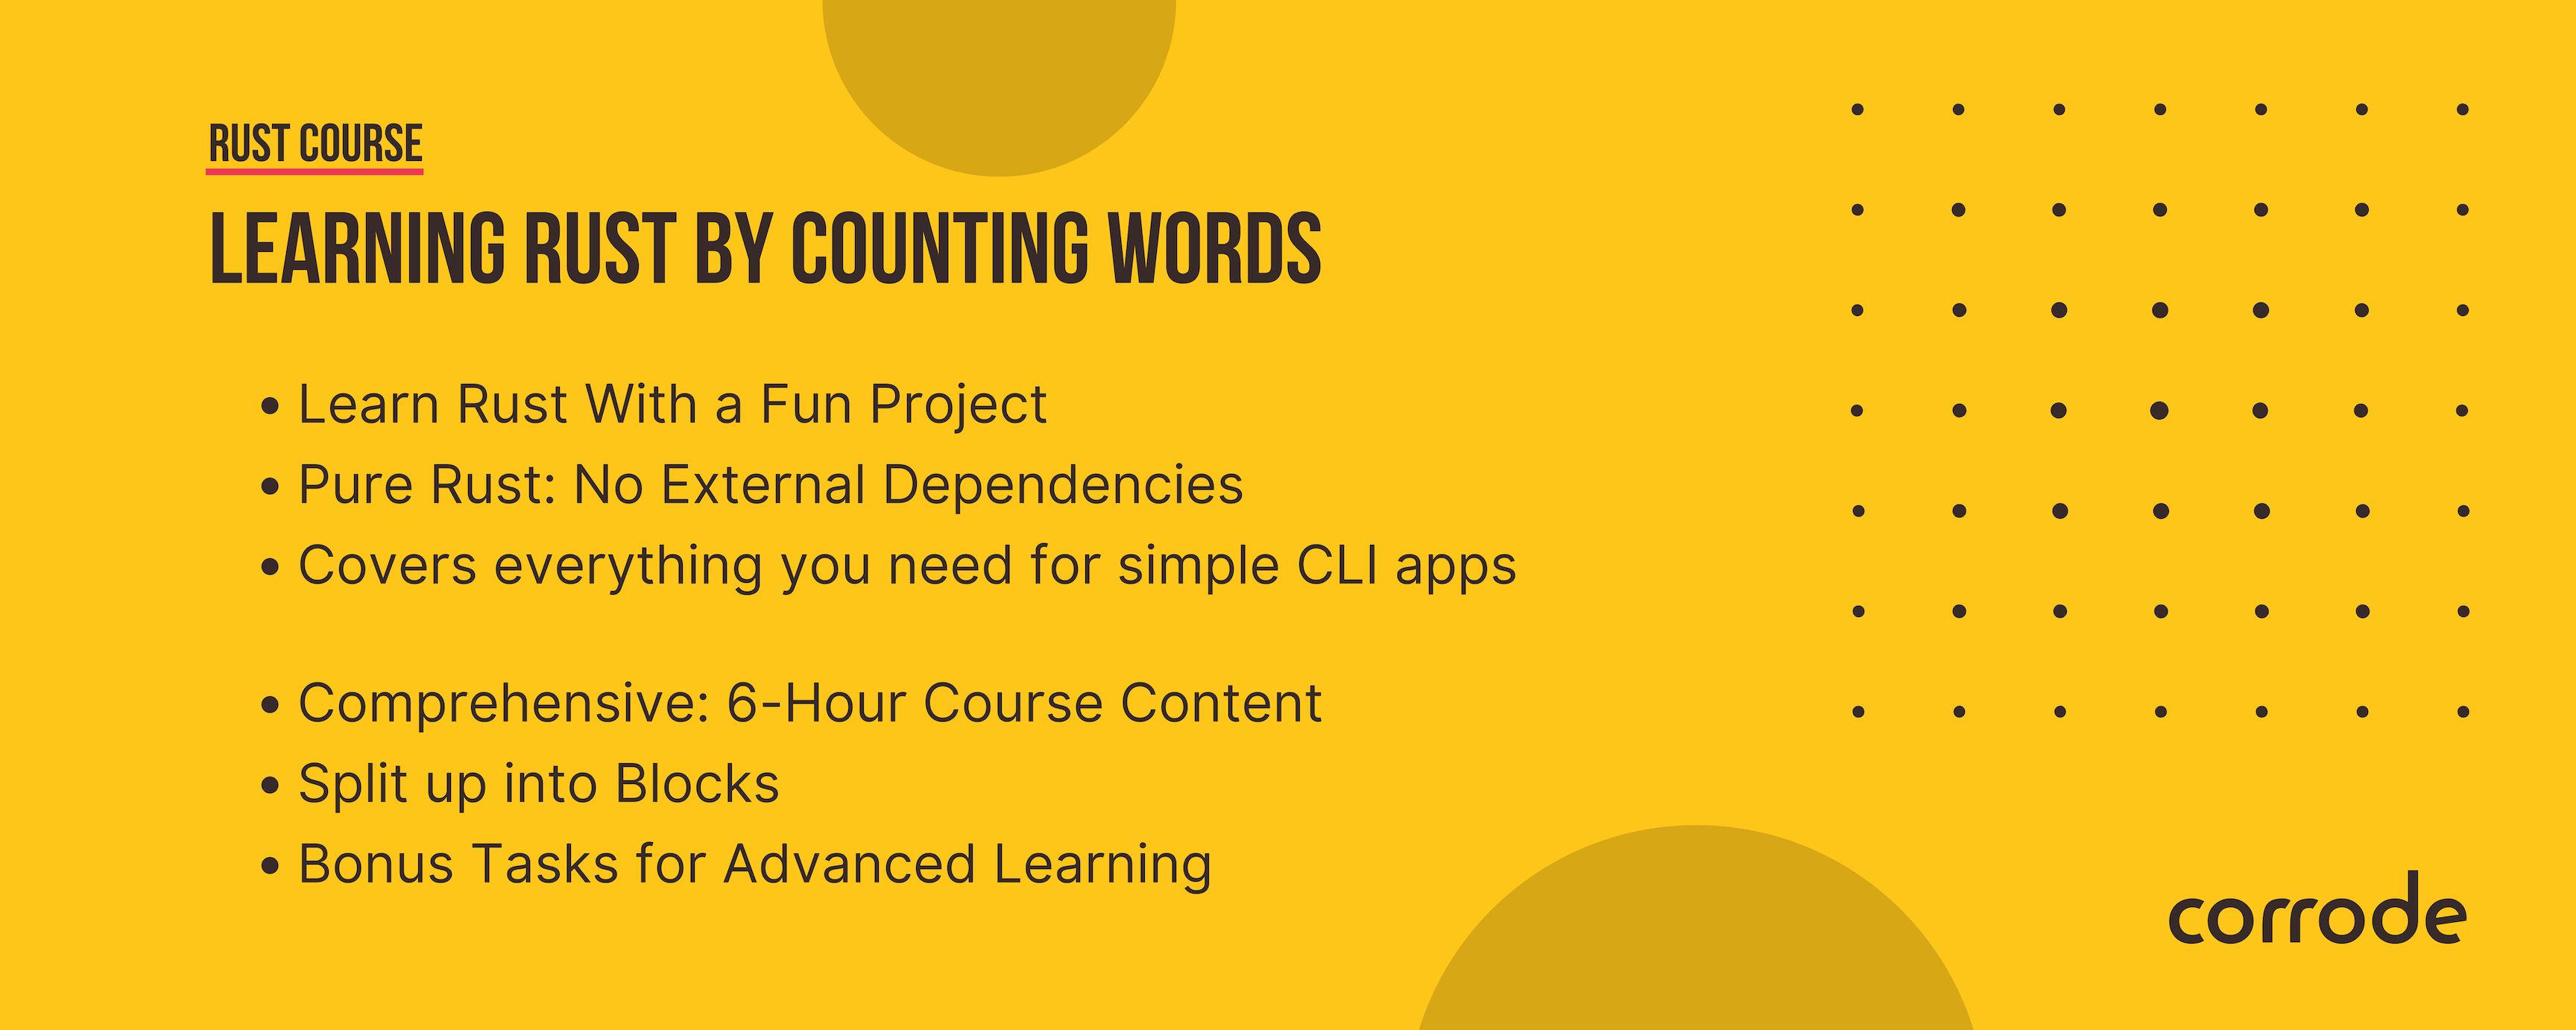 RUST COURSE
LEARNING RUST BY COUNTING WORDS
• Learn Rust With a Fun Project
• Pure Rust: No External Dependencies
• Covers everything you need for simple CLI apps
• Comprehensive: 6-Hour Course Content
• Split up into Blocks
• Bonus Tasks for Advanced Learning
corrode